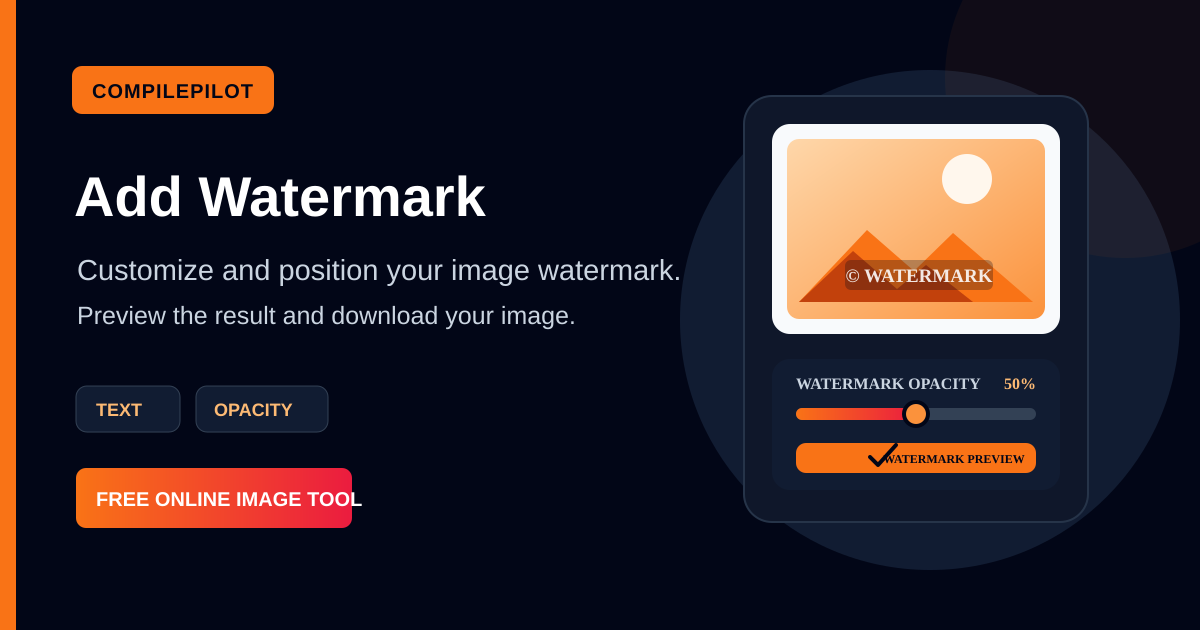 COMPILEPILOT
Add Watermark
Customize and position your image watermark.
Preview the result and download your image.
TEXT
OPACITY
FREE ONLINE IMAGE TOOL
© WATERMARK
WATERMARK OPACITY 50%
WATERMARK PREVIEW